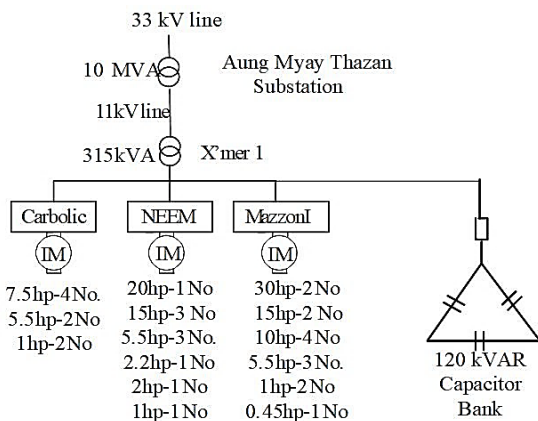 33 kV line
10 MVA
Aung Myay Thazan
Substation
11kVline
315kVA
X'mer 1
Carbolic
NEEM
MazzonI
IM
IM
IM
7.5hp-4No.
5.5hp-2No
1hp-2No
20hp-1No
15hp-3 No
5.5hp-3No.
2.2hp-1No
2hp-1No
1hp-1No
30hp-2No
15hp-2 No
10hp-4No
5.5hp-3No.
1hp-2No
0.45hp-1No
120 kVAR
Capacitor
Bank